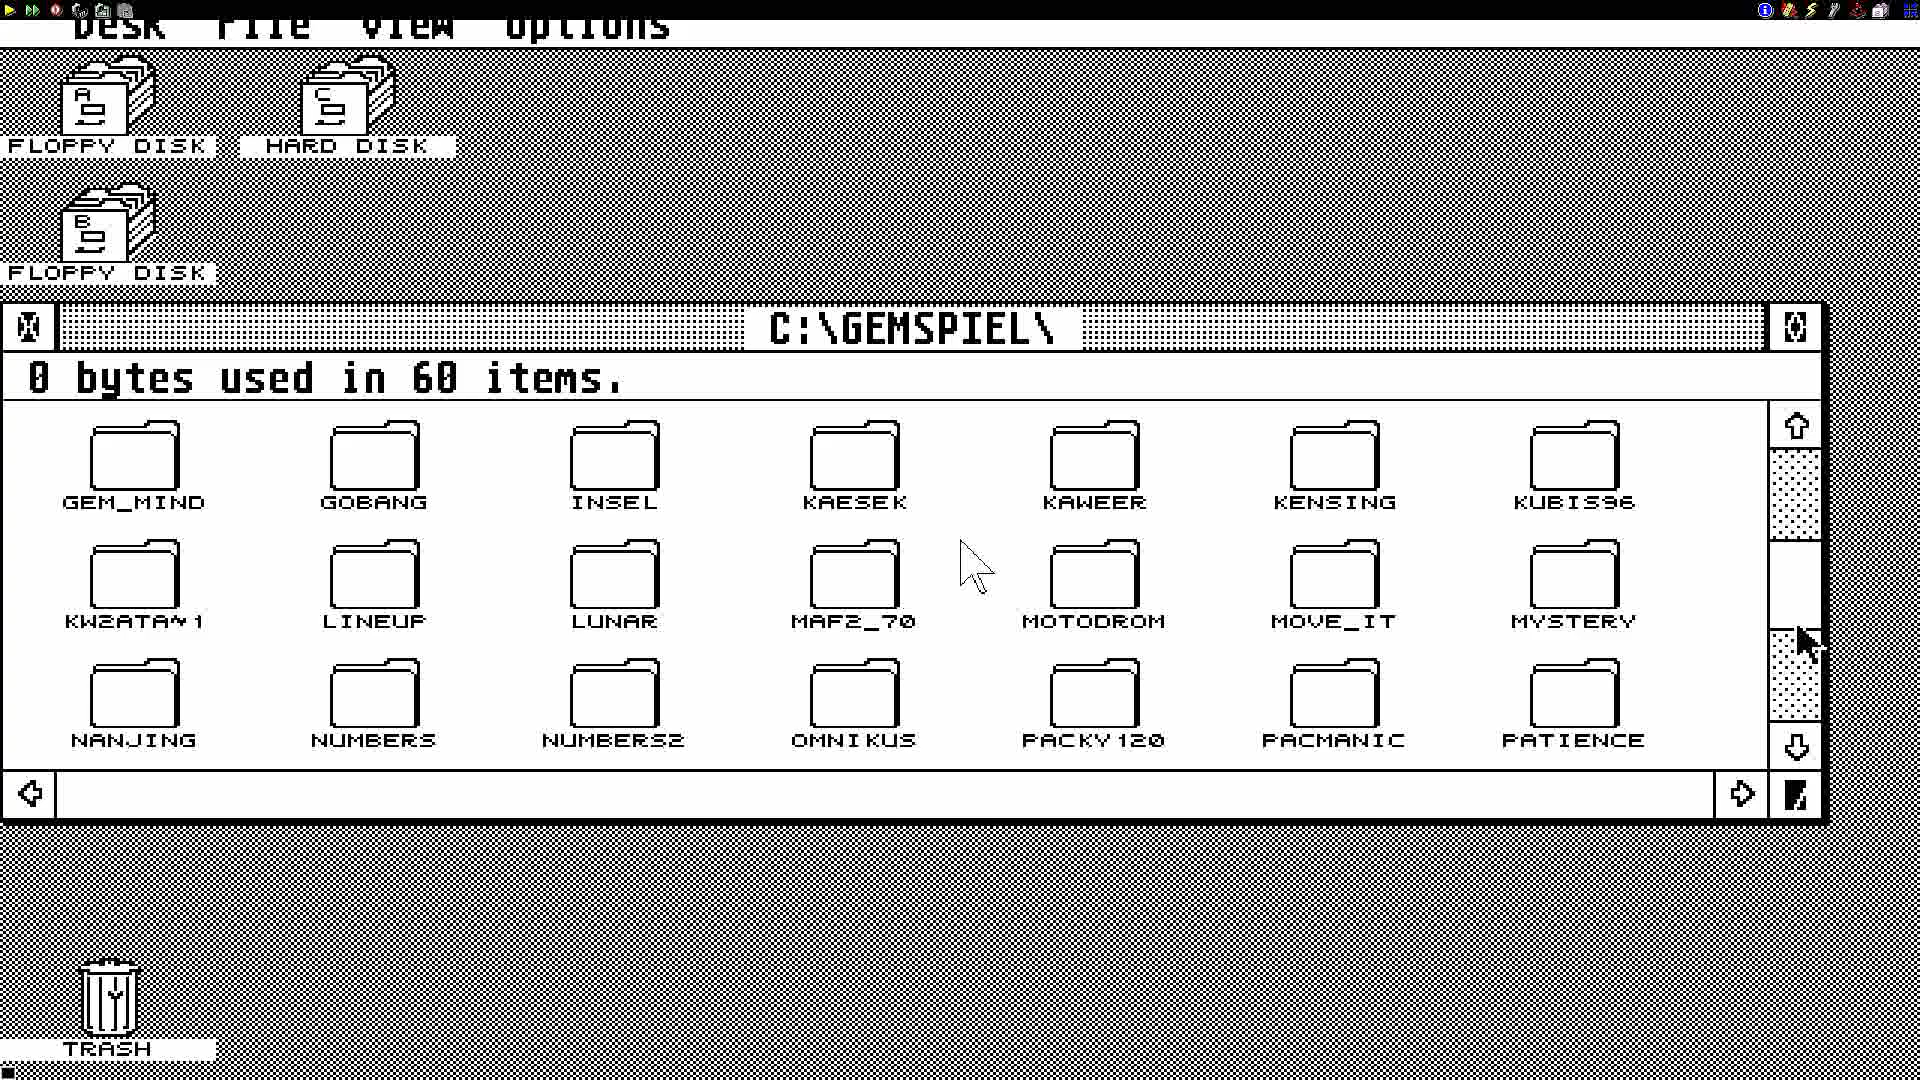 Desk File View Options
A C
FLOPPY DISK HARD DISK
B
FLOPPY DISK
C:\GEMSPIEL\
0 bytes used in 60 items.
GEM_MIND GOBANG INSEL KAESEK KAWEER KENSING KUBIS96
KWZATA~1 LINEUP LUNAR MAFZ_70 MOTODROM MOVE_IT MYSTERY
NANJING NUMBERS NUMBERS2 OMNIKUS PACKY120 PACMANIC PATIENCE
TRASH